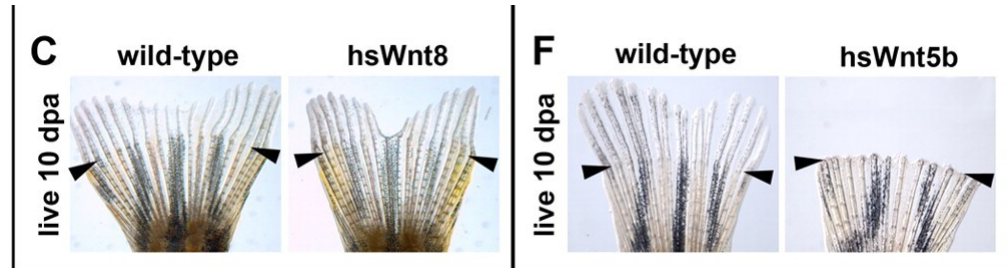 C
wild-type
hsWnt8
live 10 dpa
F
wild-type
hsWnt5b
live 10 dpa